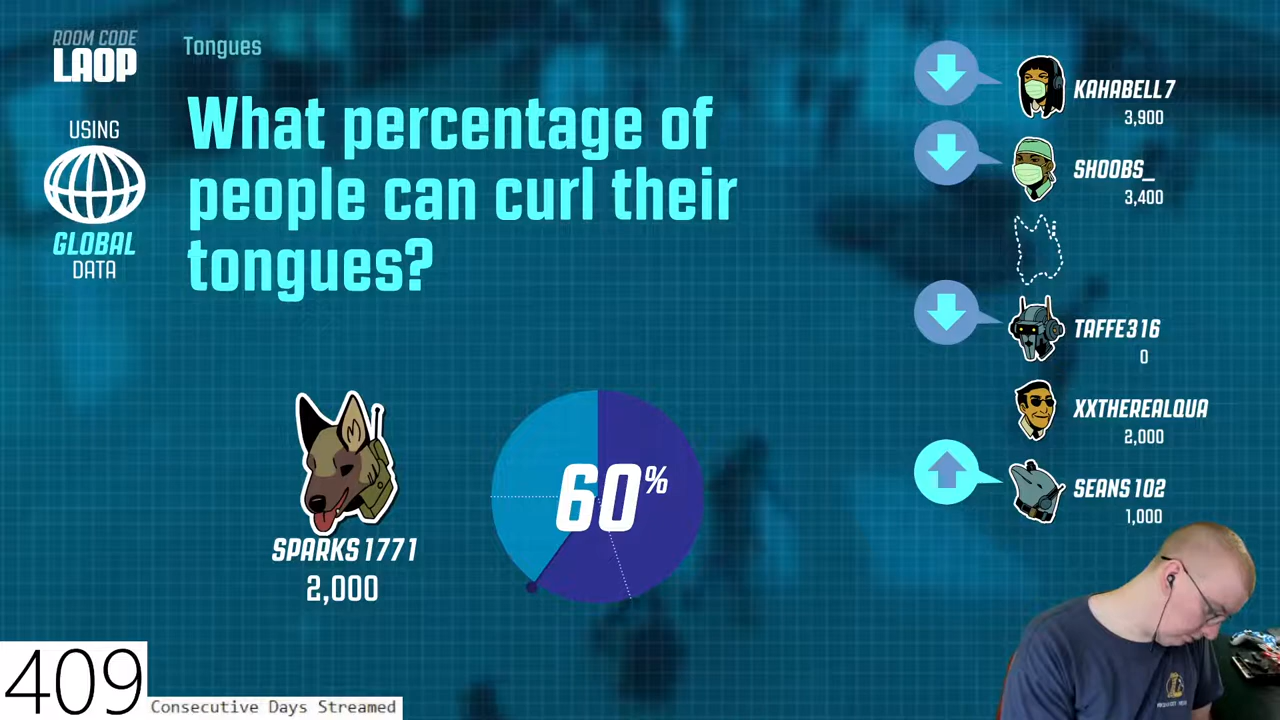 ROOM CODE
LAOP
USING
GLOBAL
DATA
Tongues
What percentage of
people can curl their
tongues?
SPARKS1771
2,000
60%
KAHABELL7
3,900
SHOOBS_
3,400
TAFFE316
0
XXTHEREALQUA
2,000
SEANS102
1,000
409
Consecutive Days Streamed